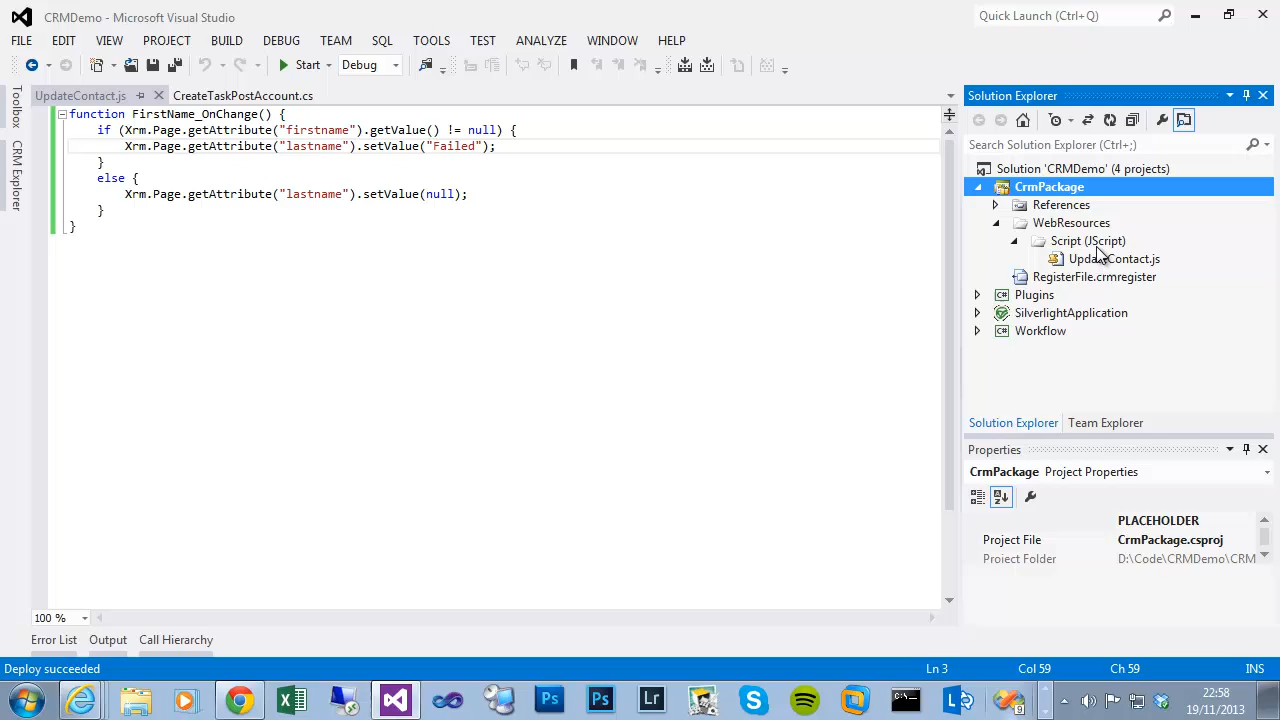 CRMDemo - Microsoft Visual Studio
Quick Launch (Ctrl+Q)
FILE EDIT VIEW PROJECT BUILD DEBUG TEAM SQL TOOLS TEST ANALYZE WINDOW HELP
Start Debug
Toolbox
CRM Explorer
UpdateContact.js
CreateTaskPostAccount.cs
function FirstName_OnChange() {
if (Xrm.Page.getAttribute("firstname").getValue() != null) {
Xrm.Page.getAttribute("lastname").setValue("Failed");
}
else {
Xrm.Page.getAttribute("lastname").setValue(null);
}
}
100 %
Error List Output Call Hierarchy
Solution Explorer
Search Solution Explorer (Ctrl+;)
Solution 'CRMDemo' (4 projects)
CrmPackage
References
WebResources
Script (JScript)
UpdateContact.js
RegisterFile.crmregister
Plugins
C# 
SilverlightApplication
Workflow
C#
Solution Explorer Team Explorer
Properties
CrmPackage Project Properties
PLACEHOLDER
Project File CrmPackage.csproj
Project Folder D:\Code\CRMDemo\CRM
Deploy succeeded
Ln 3 Col 59 Ch 59 INS
Ps Ps Lr
22:58
19/11/2013